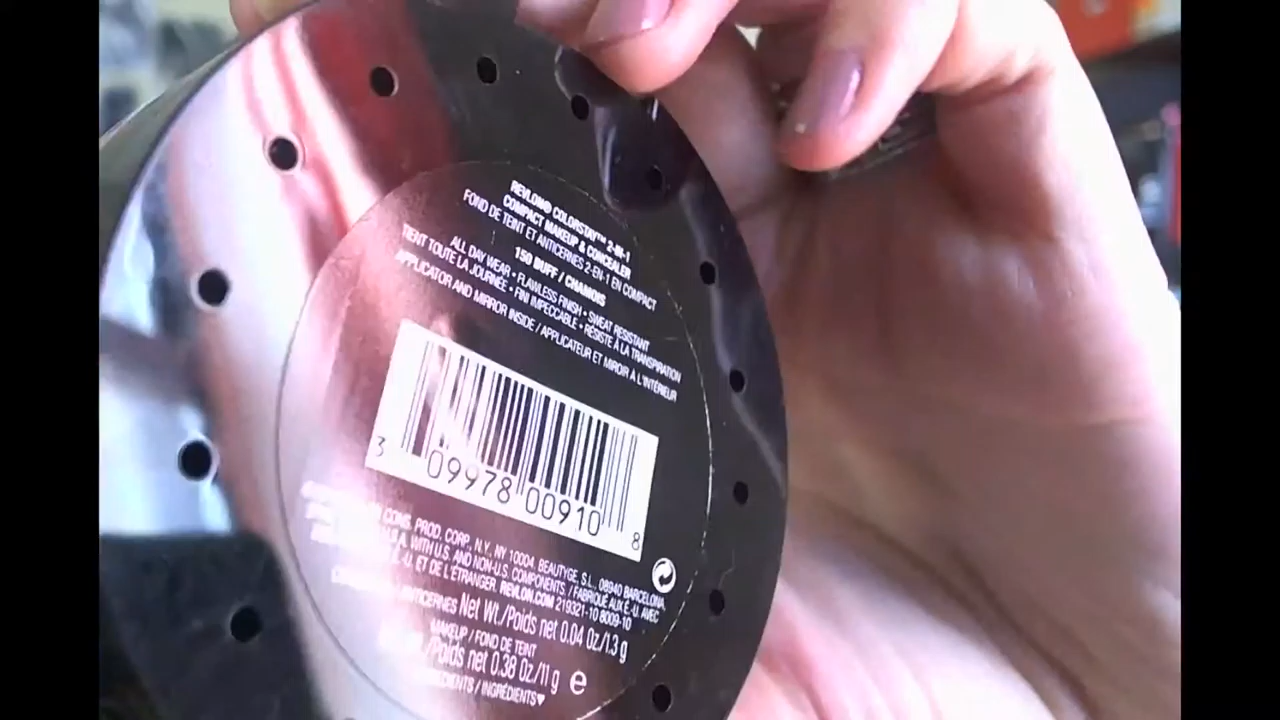 REVLON® COLORSTAY™ 2-IN-1
COMPACT MAKEUP & CONCEALER
FOND DE TEINT ET ANTICERNES 2-EN-1 EN COMPACT
150 BUFF / CHAMOIS
ALL DAY WEAR • FLAWLESS FINISH • SWEAT RESISTANT
TIENT TOUTE LA JOURNÉE • FINI IMPECCABLE • RÉSISTE À LA TRANSPIRATION
APPLICATOR AND MIRROR INSIDE / APPLICATEUR ET MIROIR À L'INTÉRIEUR
3 09978 00910 8
CONS. PROD. CORP., N.Y., NY 10004, BEAUTYGE, S.L., 08940 BARCELONA.
WITH U.S. AND NON-U.S. COMPONENTS. / FABRIQUÉ AUX É.-U. AVEC
ET DE L'ÉTRANGER. REVLON.COM 219321-10 8009-10
ANTICERNES Net Wt./Poids net 0.04 Oz./1.3 g
MAKEUP / FOND DE TEINT
/Poids net 0.38 Oz./11 g e
/ INGRÉDIENTS